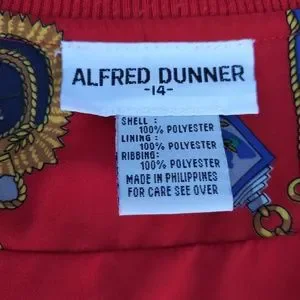 ALFRED DUNNER
-14-
SHELL :
100% POLYESTER
LINING :
100% POLYESTER
RIBBING:
100% POLYESTER
MADE IN PHILIPPINES
FOR CARE SEE OVER